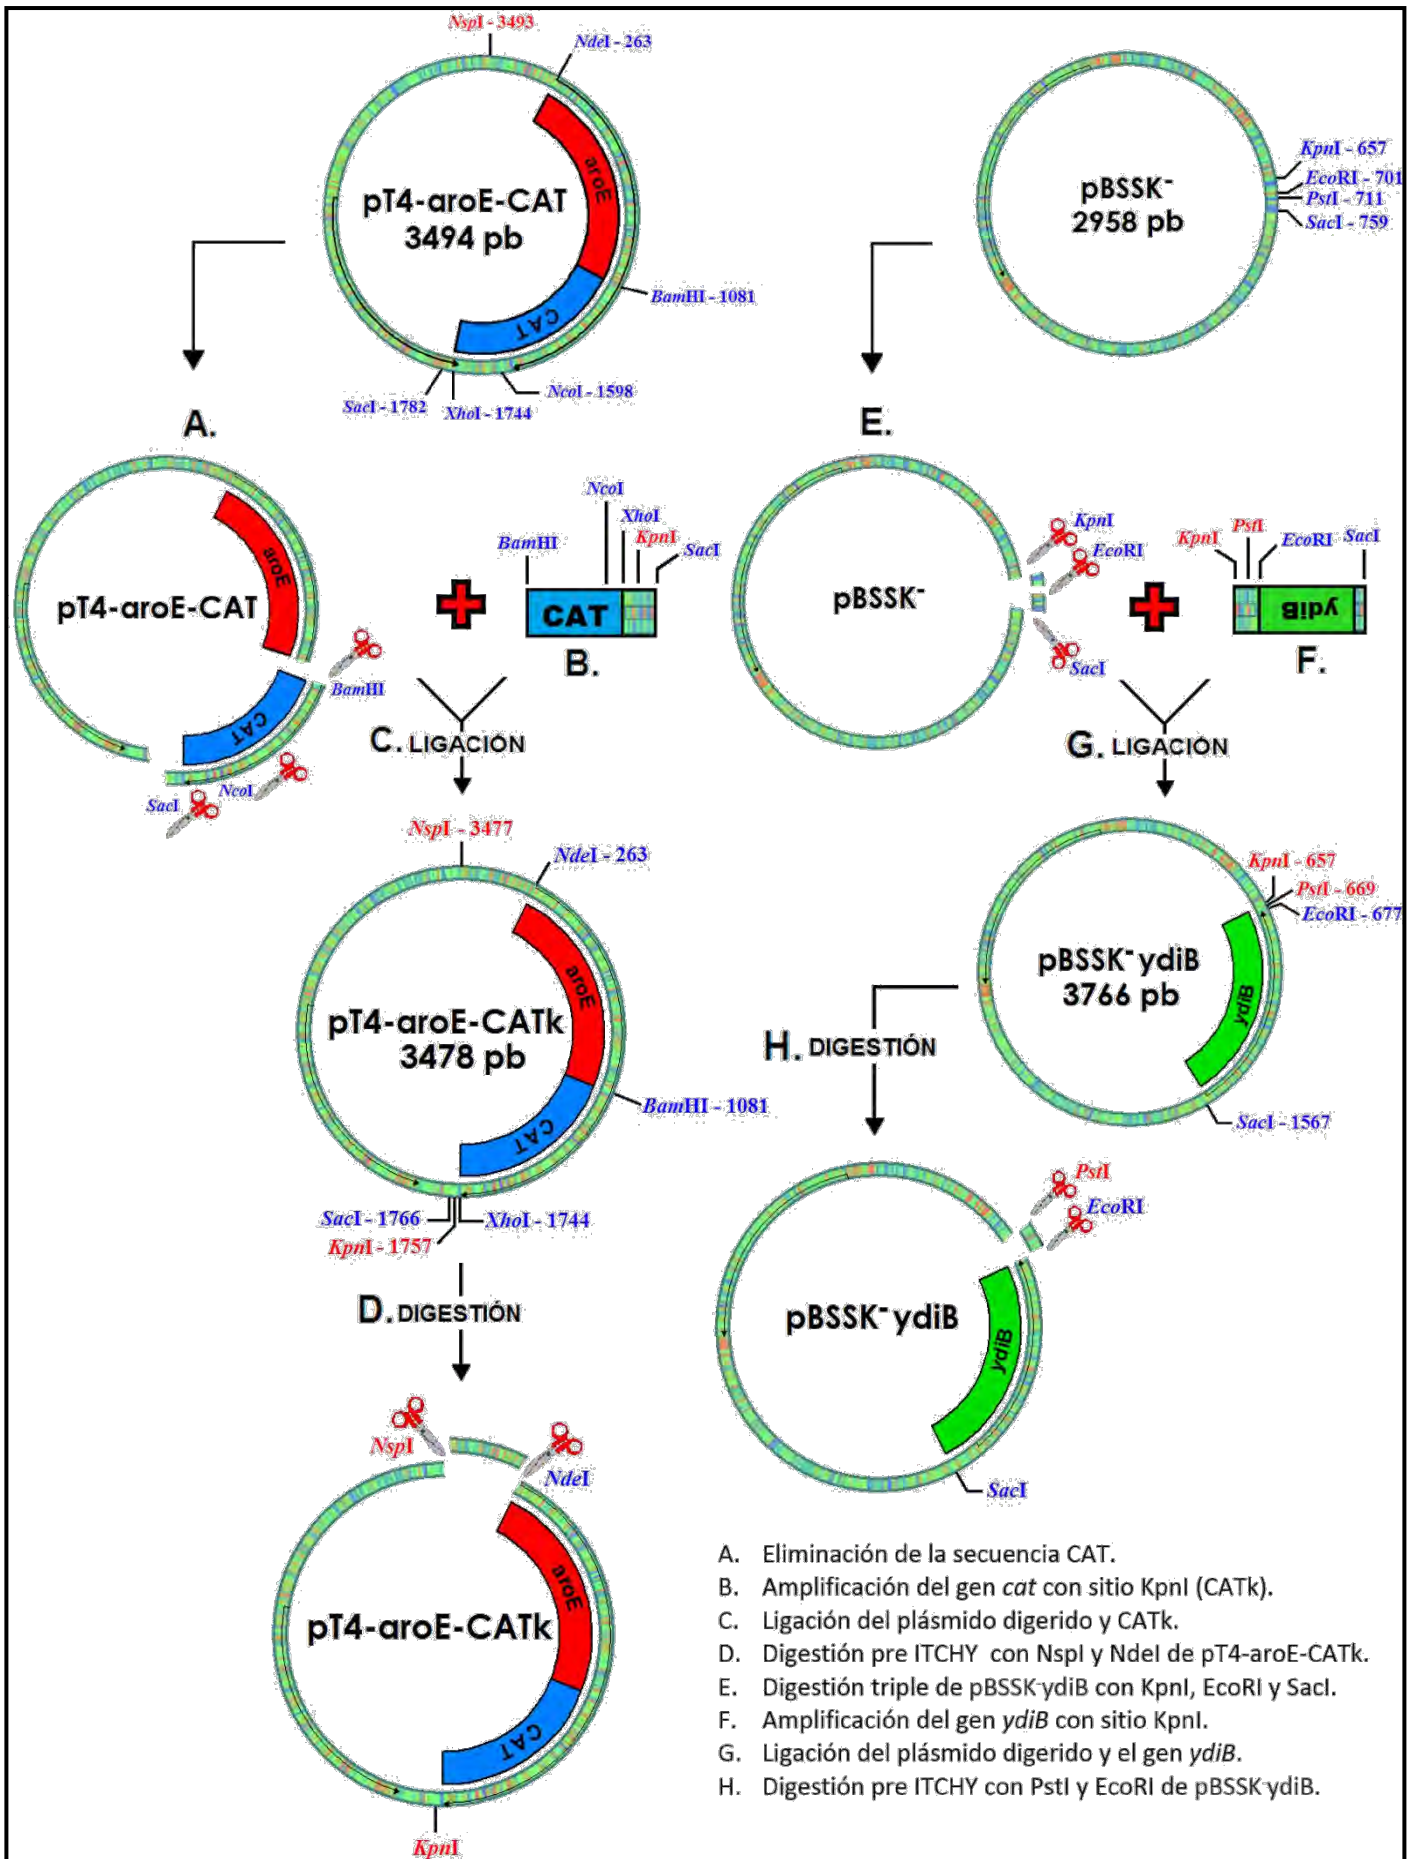 NspI - 3493
NdeI - 263
pT4-aroE-CAT
3494 pb
aroE
CAT
BamHI - 1081
SacI - 1782
XhoI - 1744
NcoI - 1598
pBSSK-
2958 pb
KpnI - 657
EcoRI - 701
PstI - 711
SacI - 759
A.
pT4-aroE-CAT
aroE
CAT
BamHI
NcoI
SacI
BamHI
NcoI
XhoI
KpnI
SacI
CAT
B.
C. LIGACIÓN
E.
pBSSK-
KpnI
EcoRI
SacI
KpnI
PstI
EcoRI
SacI
ydiB
F.
G. LIGACIÓN
NspI - 3477
NdeI - 263
pT4-aroE-CATk
3478 pb
aroE
CAT
BamHI - 1081
SacI - 1766
XhoI - 1744
KpnI - 1757
D. DIGESTIÓN
KpnI - 657
PstI - 669
EcoRI - 677
pBSSK-ydiB
3766 pb
ydiB
SacI - 1567
H. DIGESTIÓN
PstI
EcoRI
pBSSK-ydiB
ydiB
SacI
NspI
NdeI
pT4-aroE-CATk
aroE
CAT
KpnI
A. Eliminación de la secuencia CAT.
B. Amplificación del gen cat con sitio KpnI (CATk).
C. Ligación del plásmido digerido y CATk.
D. Digestión pre ITCHY con NspI y NdeI de pT4-aroE-CATk.
E. Digestión triple de pBSSK-ydiB con KpnI, EcoRI y SacI.
F. Amplificación del gen ydiB con sitio KpnI.
G. Ligación del plásmido digerido y el gen ydiB.
H. Digestión pre ITCHY con PstI y EcoRI de pBSSK-ydiB.